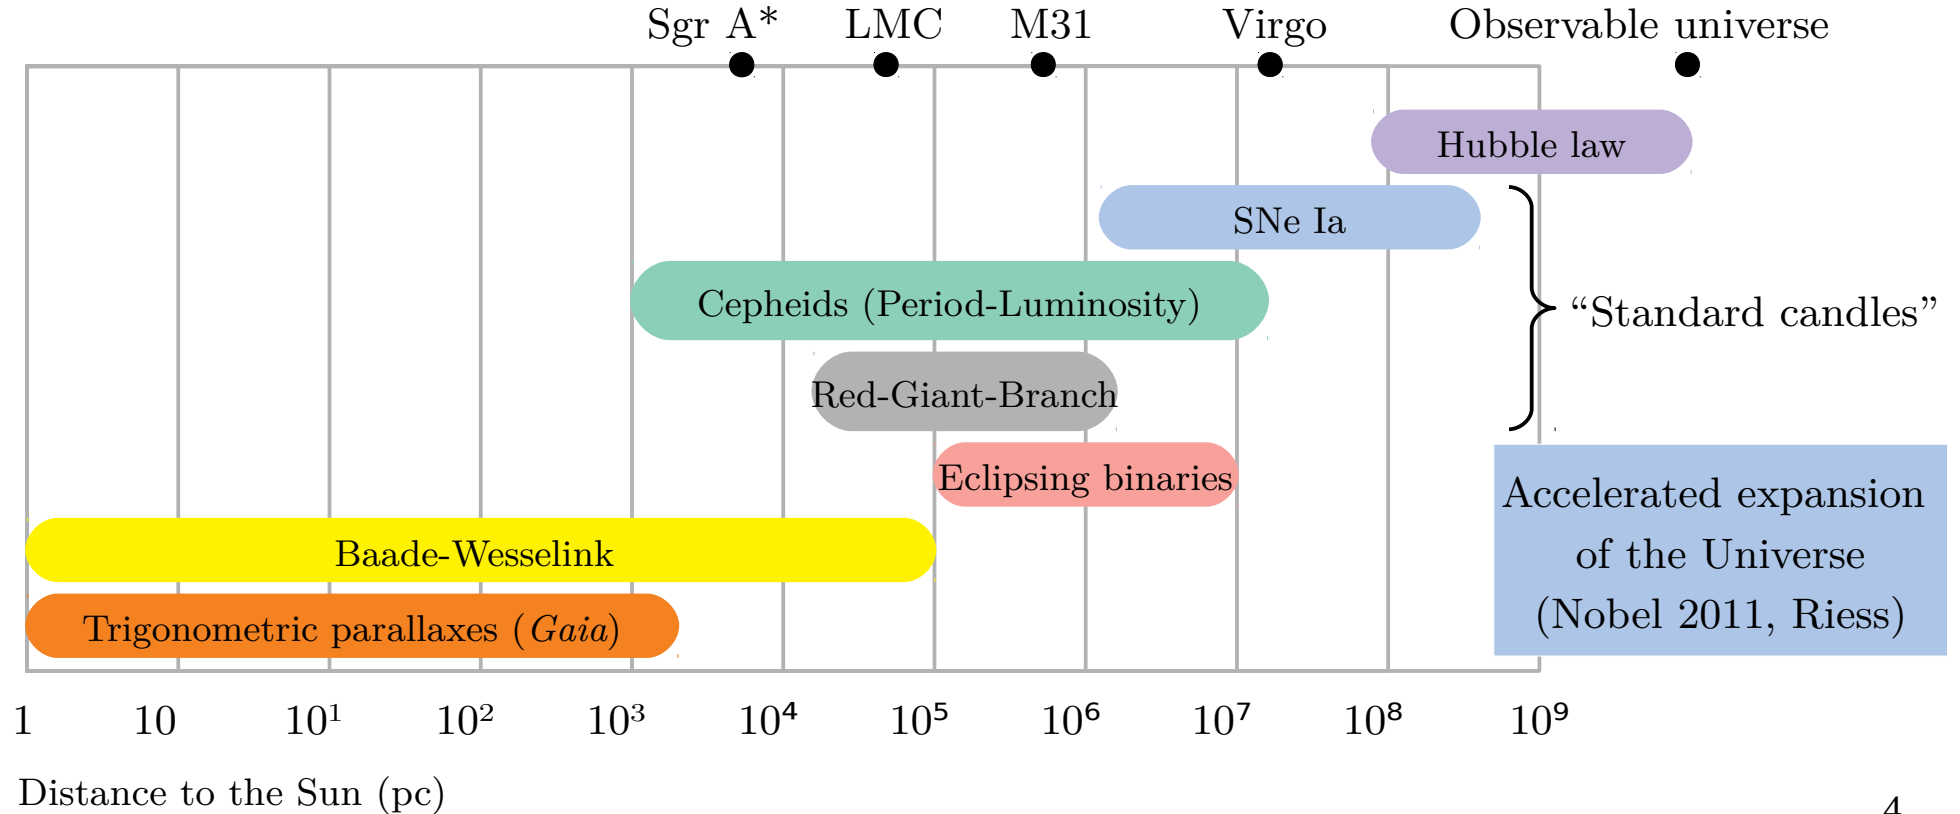 Sgr A* LMC M31 Virgo Observable universe
Hubble law
SNe Ia
Cepheids (Period-Luminosity)
“Standard candles”
Red-Giant-Branch
Eclipsing binaries
Accelerated expansion
of the Universe
(Nobel 2011, Riess)
Baade-Wesselink
Trigonometric parallaxes (Gaia)
1 10 10¹ 10² 10³ 10⁴ 10⁵ 10⁶ 10⁷ 10⁸ 10⁹
Distance to the Sun (pc)
4